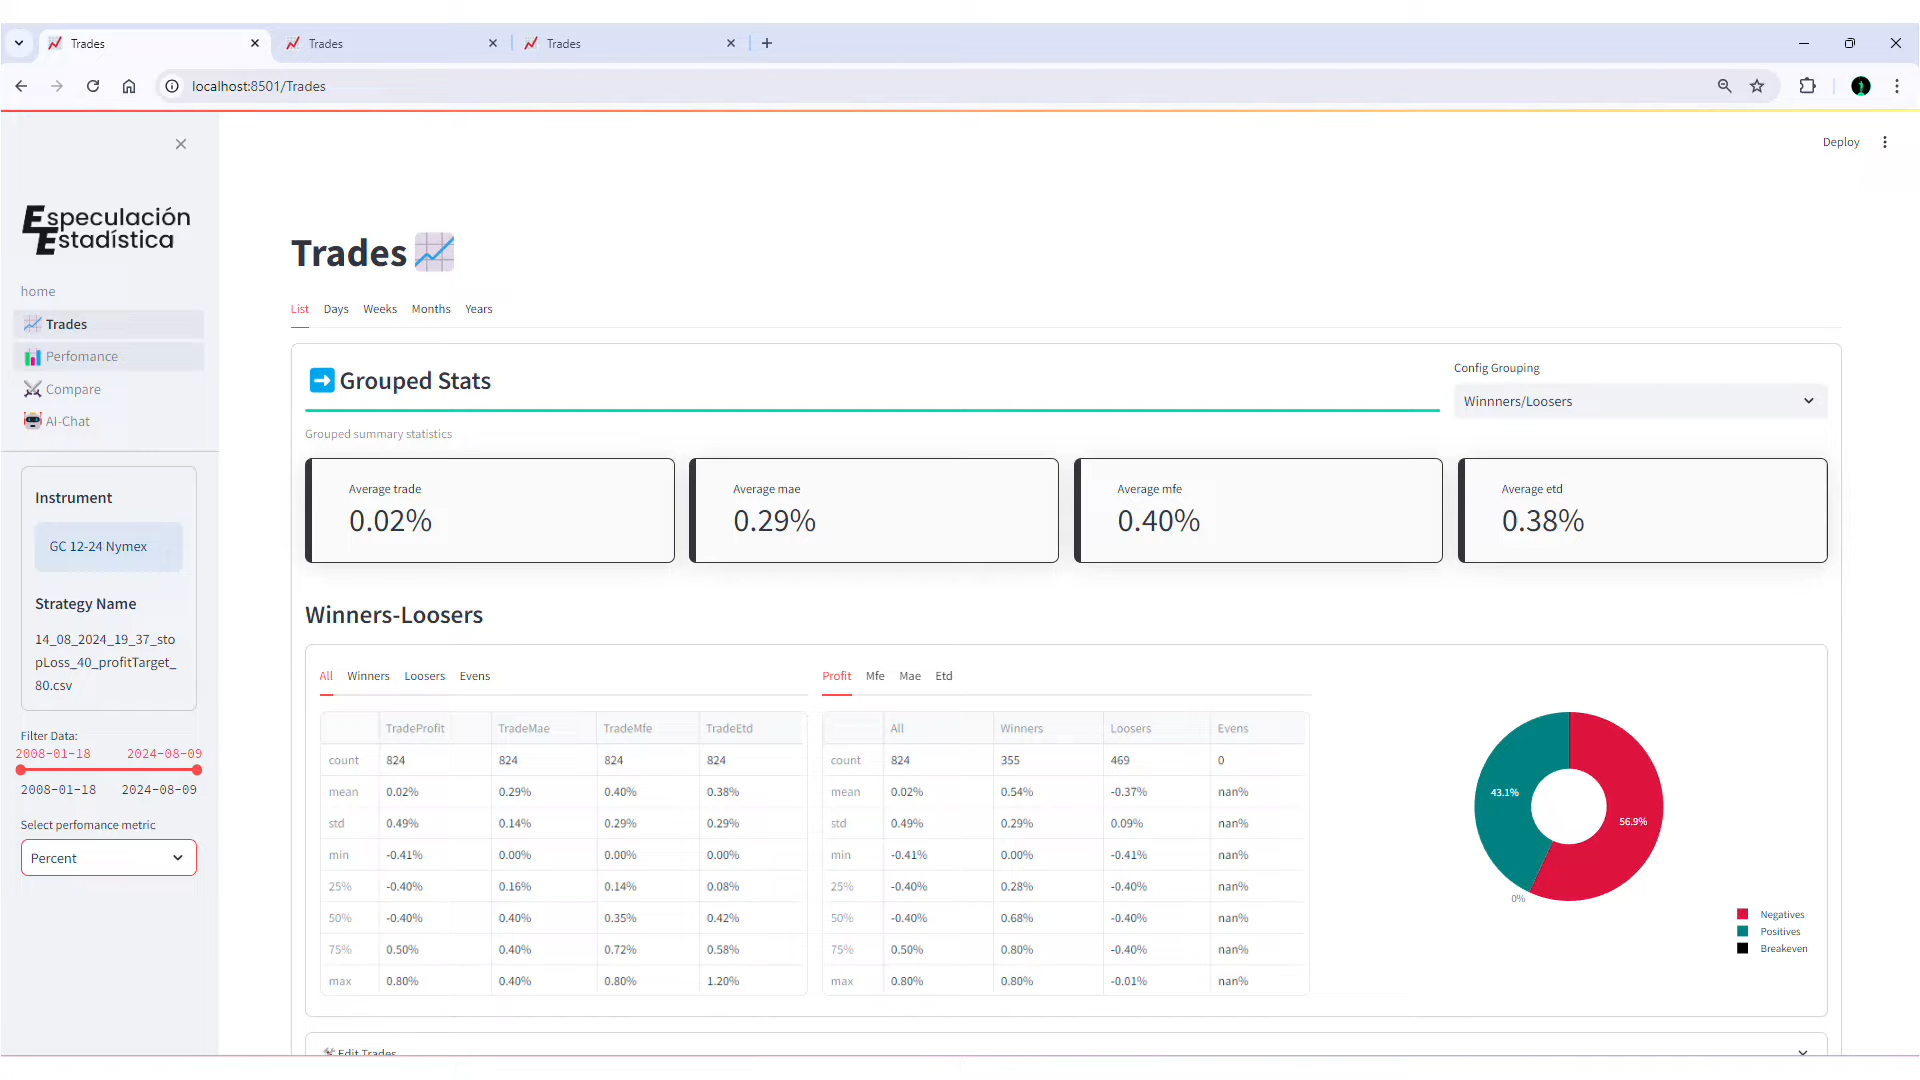 Trades
Trades
Trades
localhost:8501/Trades
Deploy
Especulación
Estadística
home
Trades
Perfomance
Compare
AI-Chat
Instrument
GC 12-24 Nymex
Strategy Name
14_08_2024_19_37_sto
pLoss_40_profitTarget_
80.csv
Filter Data:
2008-01-18 2024-08-09
2008-01-18 2024-08-09
Select perfomance metric
Percent
Trades
List Days Weeks Months Years
Grouped Stats
Config Grouping
Winnners/Loosers
Grouped summary statistics
Average trade
0.02%
Average mae
0.29%
Average mfe
0.40%
Average etd
0.38%
Winners-Loosers
All Winners Loosers Evens
TradeProfit TradeMae TradeMfe TradeEtd
count 824 824 824 824
mean 0.02% 0.29% 0.40% 0.38%
std 0.49% 0.14% 0.29% 0.29%
min -0.41% 0.00% 0.00% 0.00%
25% -0.40% 0.16% 0.14% 0.08%
50% -0.40% 0.40% 0.35% 0.42%
75% 0.50% 0.40% 0.72% 0.58%
max 0.80% 0.40% 0.80% 1.20%
Profit Mfe Mae Etd
All Winners Loosers Evens
count 824 355 469 0
mean 0.02% 0.54% -0.37% nan%
std 0.49% 0.29% 0.09% nan%
min -0.41% 0.00% -0.41% nan%
25% -0.40% 0.28% -0.40% nan%
50% -0.40% 0.68% -0.40% nan%
75% 0.50% 0.80% -0.40% nan%
max 0.80% 0.80% -0.01% nan%
43.1%
56.9%
0%
Negatives
Positives
Breakeven
Edit Trades